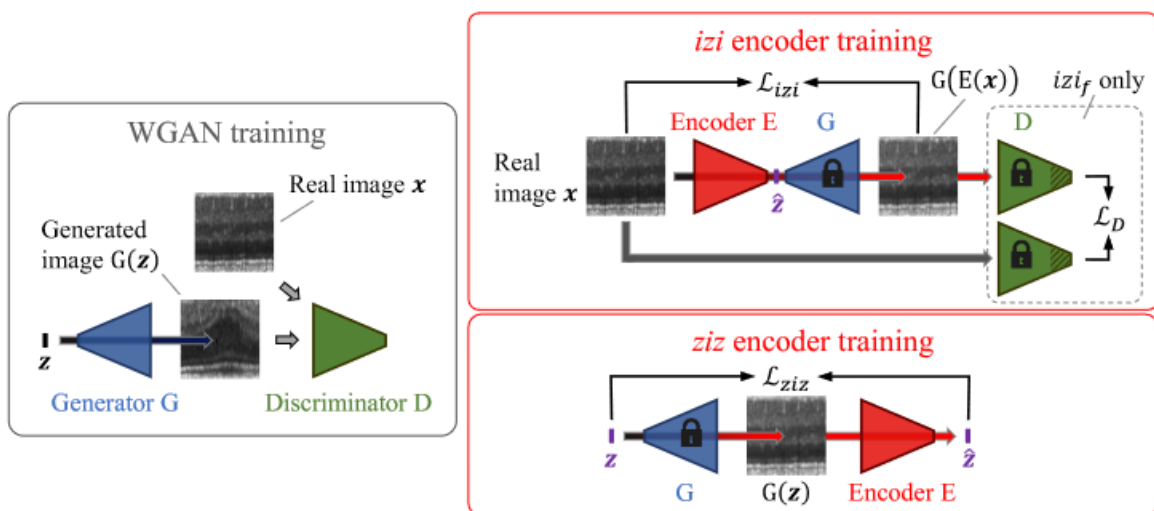 WGAN training
Real image x
Generated
image G(z)
z
Generator G
Discriminator D
izi encoder training
ℒ_izi
G(E(x))
izi_f only
Encoder E
G
D
Real
image x
ẑ
ℒ_D
ziz encoder training
ℒ_ziz
z
ẑ
G
G(z)
Encoder E